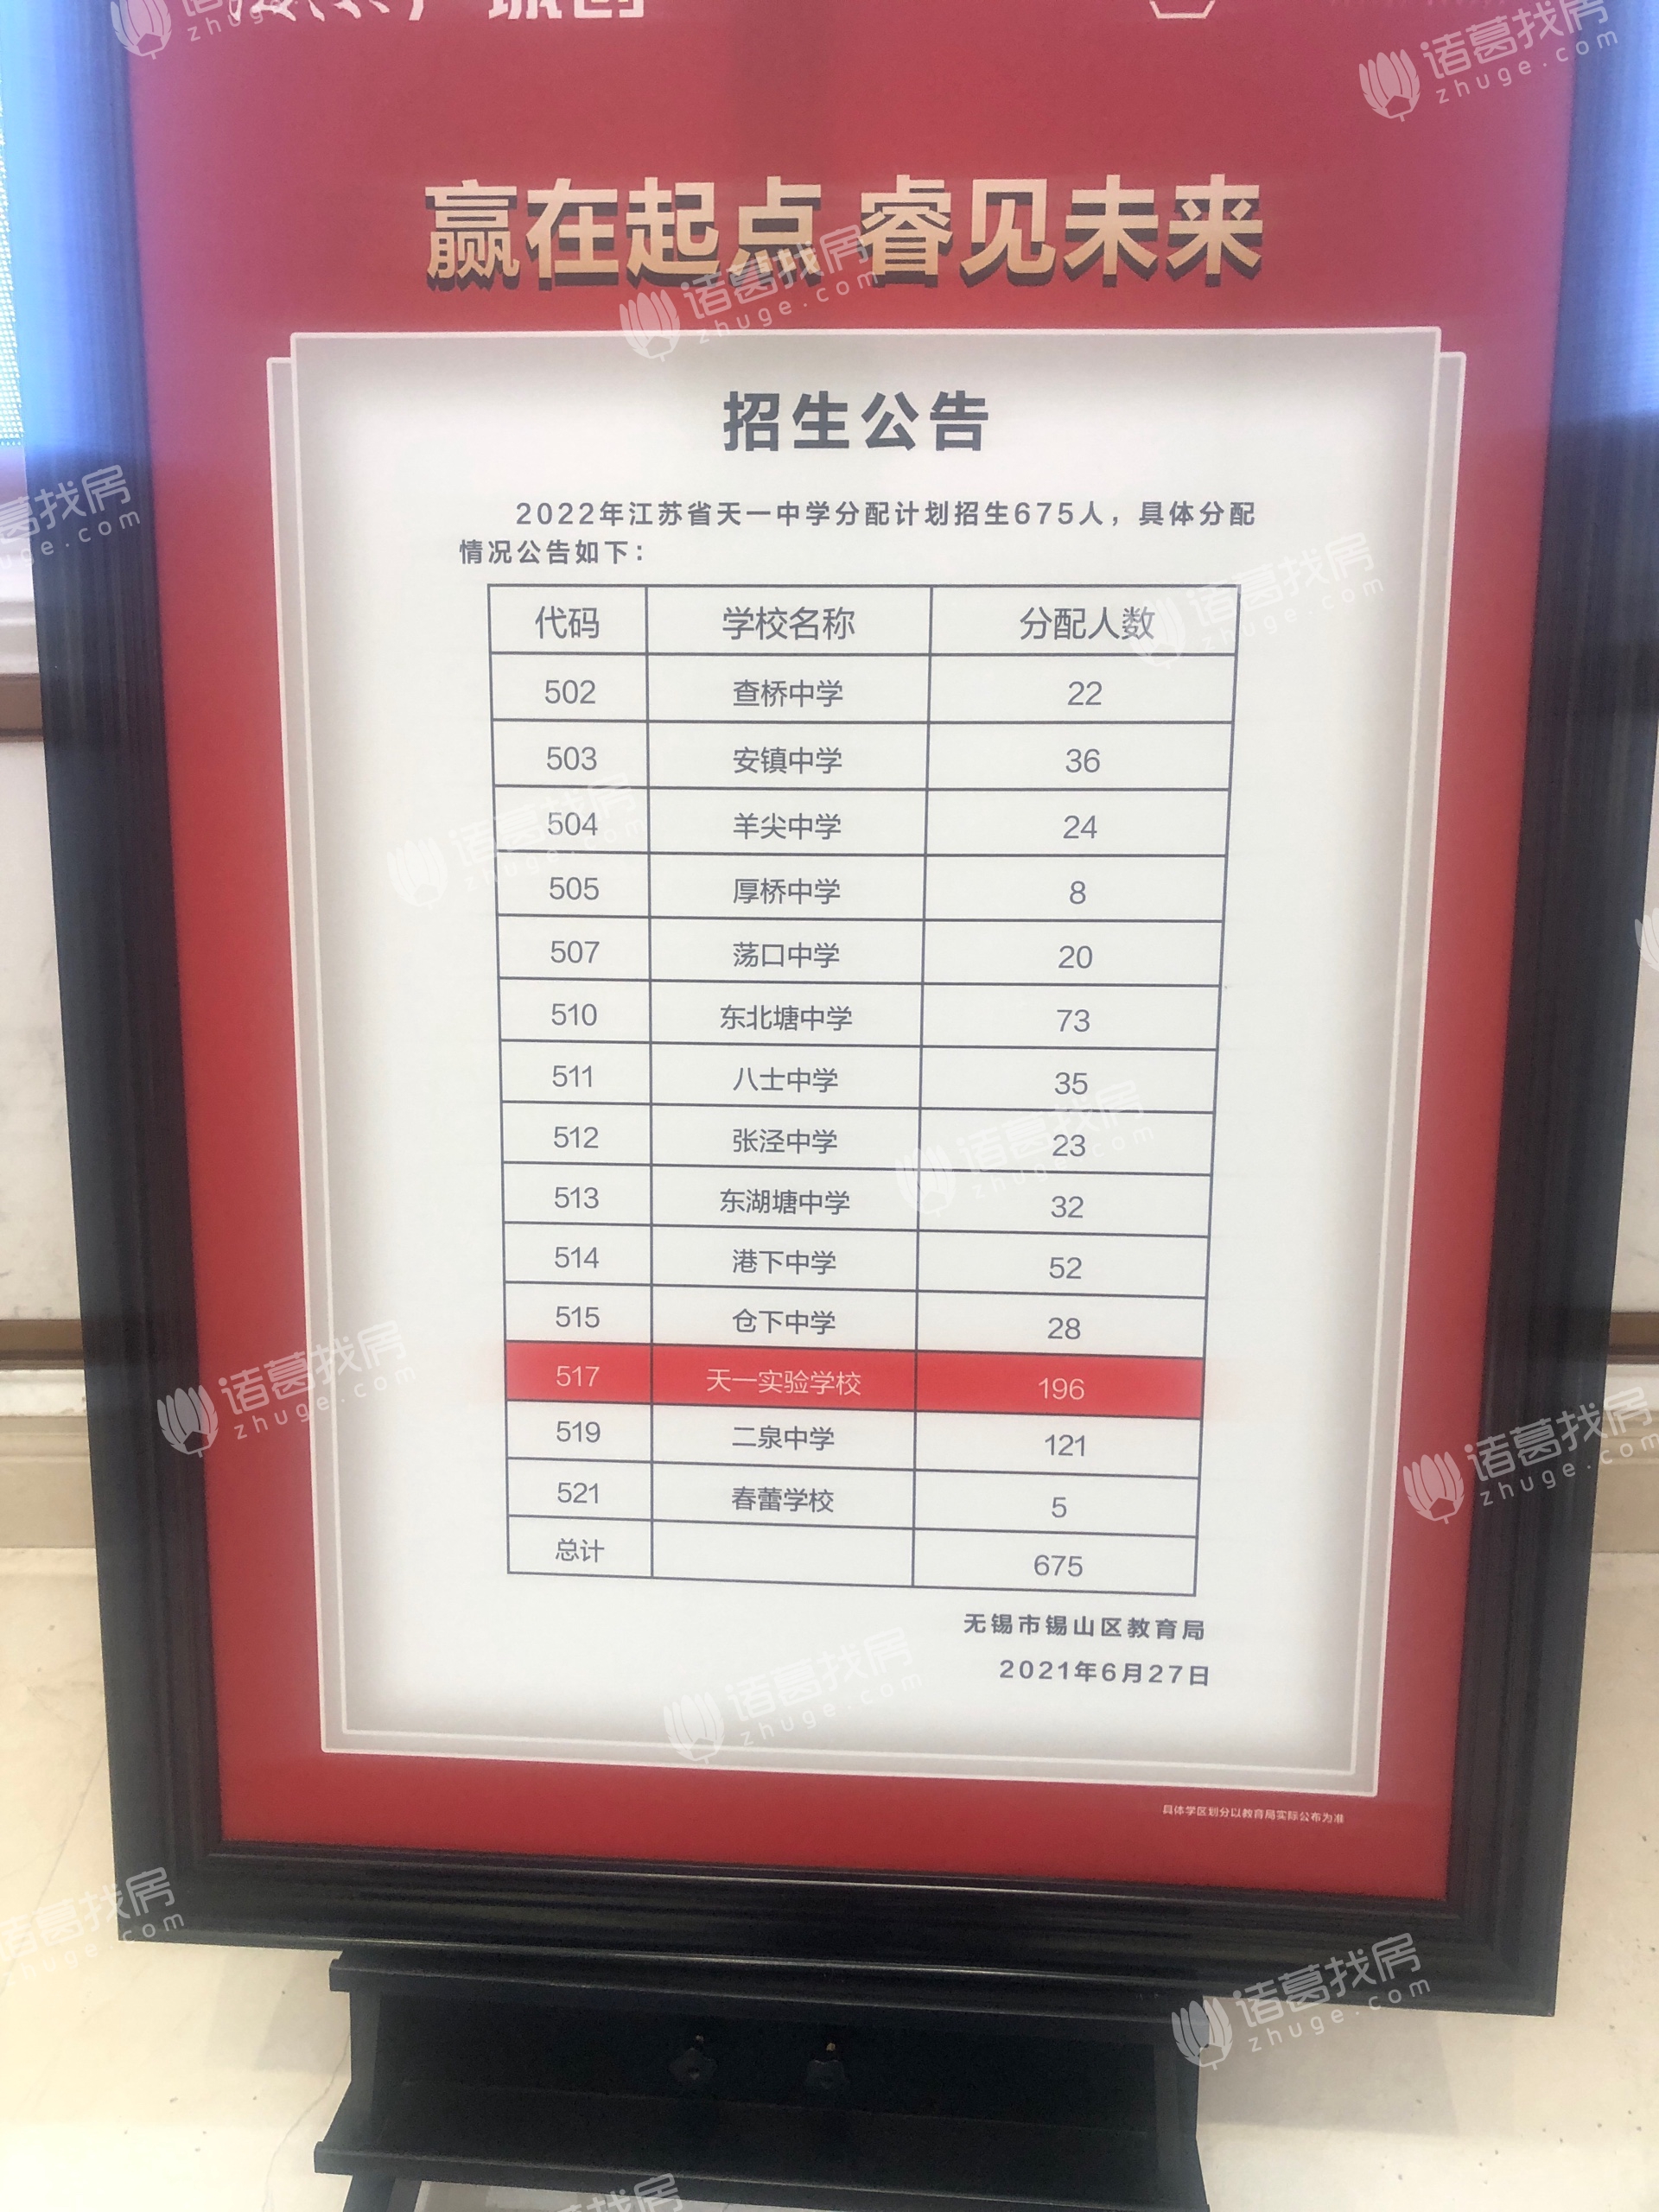 赢在起点 睿见未来
招生公告
2022年江苏省天一中学分配计划招生675人，具体分配
情况公告如下：
代码 学校名称 分配人数
502 查桥中学 22
503 安镇中学 36
504 羊尖中学 24
505 厚桥中学 8
507 荡口中学 20
510 东北塘中学 73
511 八士中学 35
512 张泾中学 23
513 东湖塘中学 32
514 港下中学 52
515 仓下中学 28
517 天一实验学校 196
519 二泉中学 121
521 春蕾学校 5
总计 675
无锡市锡山区教育局
2021年6月27日
具体学区划分以教育局实际公布为准
诸葛找房
zhuge.com